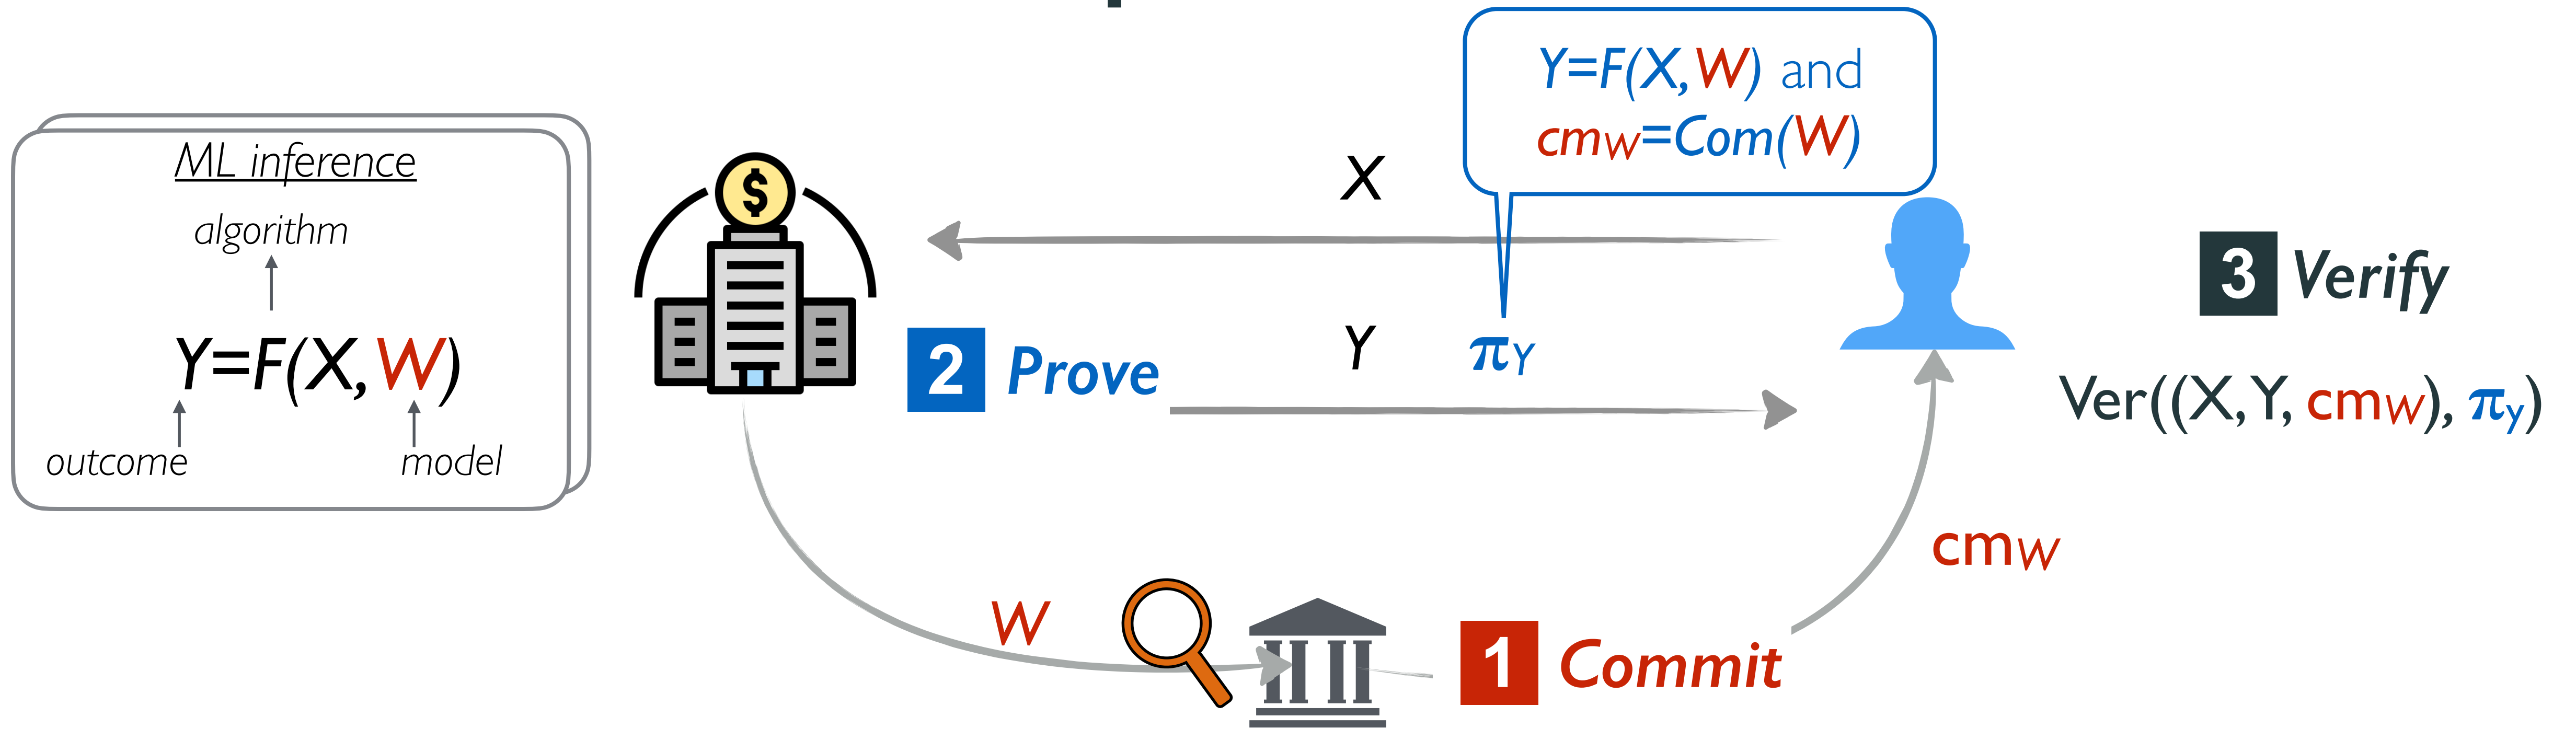 ML inference
algorithm
Y=F(X,W)
outcome
model
$
X
Y=F(X,W) and
cmW=Com(W)
2 Prove
Y
πY
3 Verify
Ver((X,Y, cmW), πy)
W
1 Commit
cmW